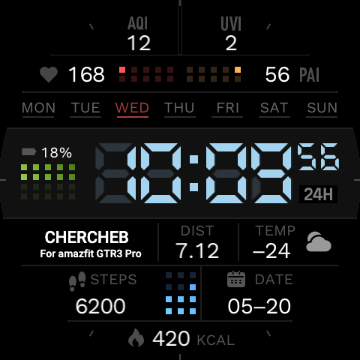 AQI UVI
12 2
168 56 PAI
MON TUE WED THU FRI SAT SUN
18% 10:09 56
24H
CHERCHEB DIST TEMP
For amazfit GTR3 Pro 7.12 –24
STEPS DATE
6200 05–20
420 KCAL